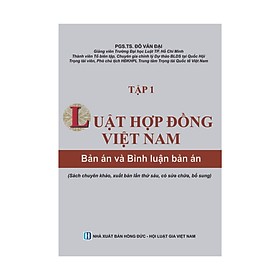 PGS.TS. ĐỖ VĂN ĐẠI
Giảng viên Trường Đại học Luật TP. Hồ Chí Minh
Thành viên Tổ biên tập, Chuyên gia chỉnh lý Dự thảo BLDS tại Quốc Hội
Trọng tài viên, Phó chủ tịch HĐKHPL Trung tâm Trọng tài Quốc tế Việt Nam
TẬP 1
LUẬT HỢP ĐỒNG
VIỆT NAM
Bản án và Bình luận bản án
(Sách chuyên khảo, xuất bản lần thứ sáu, có sửa chữa, bổ sung)
NHÀ XUẤT BẢN HỒNG ĐỨC - HỘI LUẬT GIA VIỆT NAM